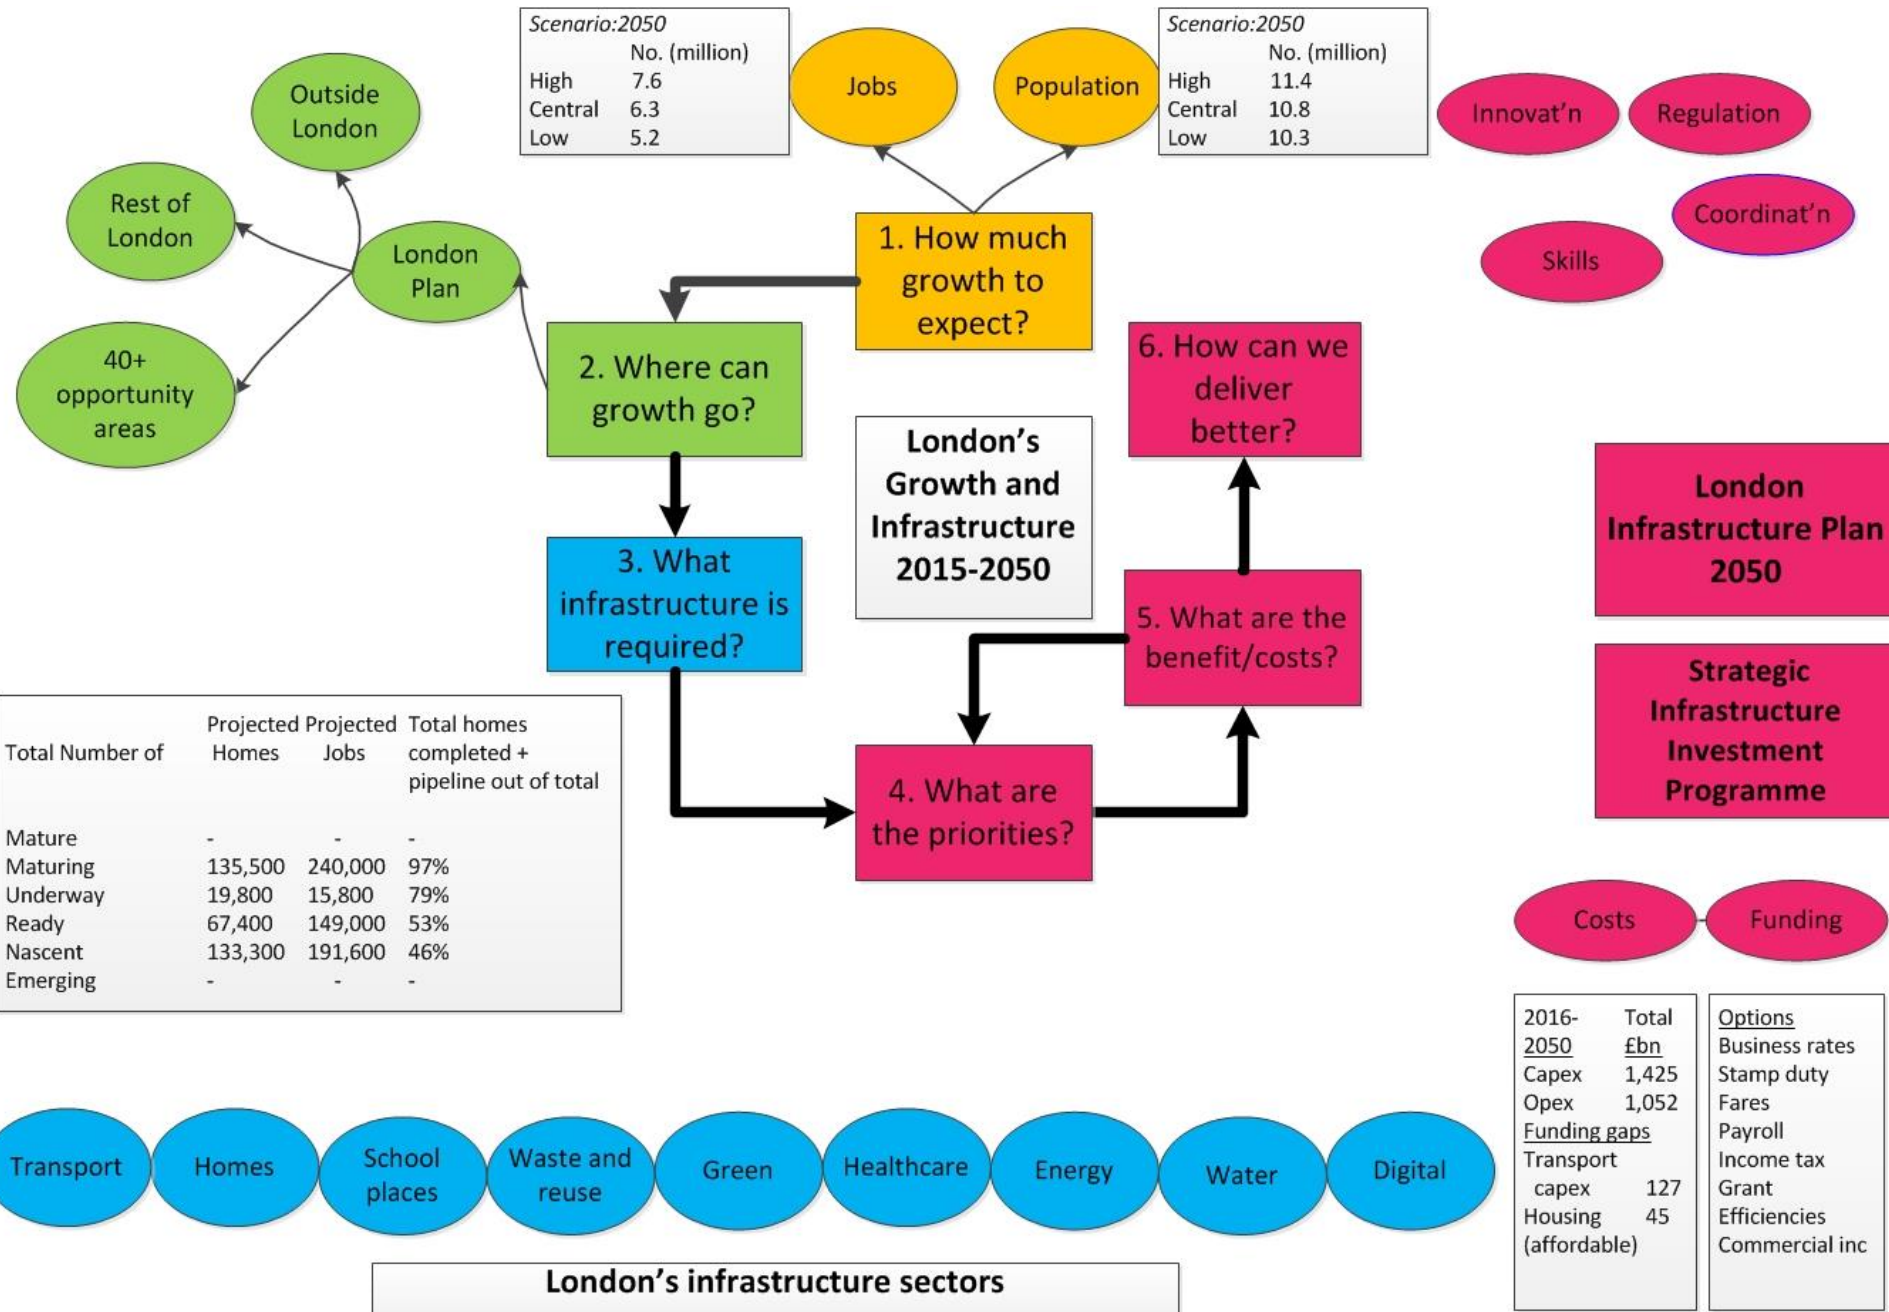 Scenario:2050
No. (million)
High 7.6
Central 6.3
Low 5.2
Jobs
Population
Scenario:2050
No. (million)
High 11.4
Central 10.8
Low 10.3
Innovat'n
Regulation
Coordinat'n
Skills
Outside
London
Rest of
London
London
Plan
40+
opportunity
areas
1. How much
growth to
expect?
2. Where can
growth go?
3. What
infrastructure is
required?
London's
Growth and
Infrastructure
2015-2050
6. How can we
deliver
better?
5. What are the
benefit/costs?
4. What are
the priorities?
London
Infrastructure Plan
2050
Strategic
Infrastructure
Investment
Programme
Projected Projected Total homes
Total Number of Homes Jobs completed +
pipeline out of total
Mature - - -
Maturing 135,500 240,000 97%
Underway 19,800 15,800 79%
Ready 67,400 149,000 53%
Nascent 133,300 191,600 46%
Emerging - - -
Costs
Funding
2016- Total
2050 £bn
Capex 1,425
Opex 1,052
Funding gaps
Transport
capex 127
Housing 45
(affordable)
Options
Business rates
Stamp duty
Fares
Payroll
Income tax
Grant
Efficiencies
Commercial inc
Transport
Homes
School
places
Waste and
reuse
Green
Healthcare
Energy
Water
Digital
London's infrastructure sectors